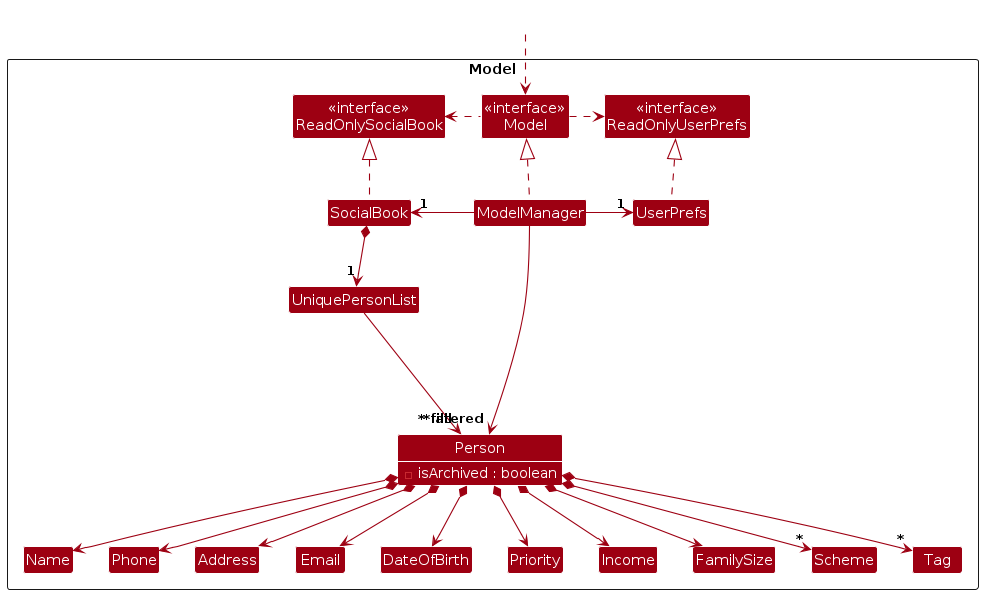 Model
«interface»
ReadOnlySocialBook
«interface»
Model
«interface»
ReadOnlyUserPrefs
SocialBook
1
ModelManager
1
UserPrefs
1
UniquePersonList
* all
* filtered
Person
isArchived : boolean
Name
Phone
Address
Email
DateOfBirth
Priority
Income
FamilySize
*
Scheme
*
Tag